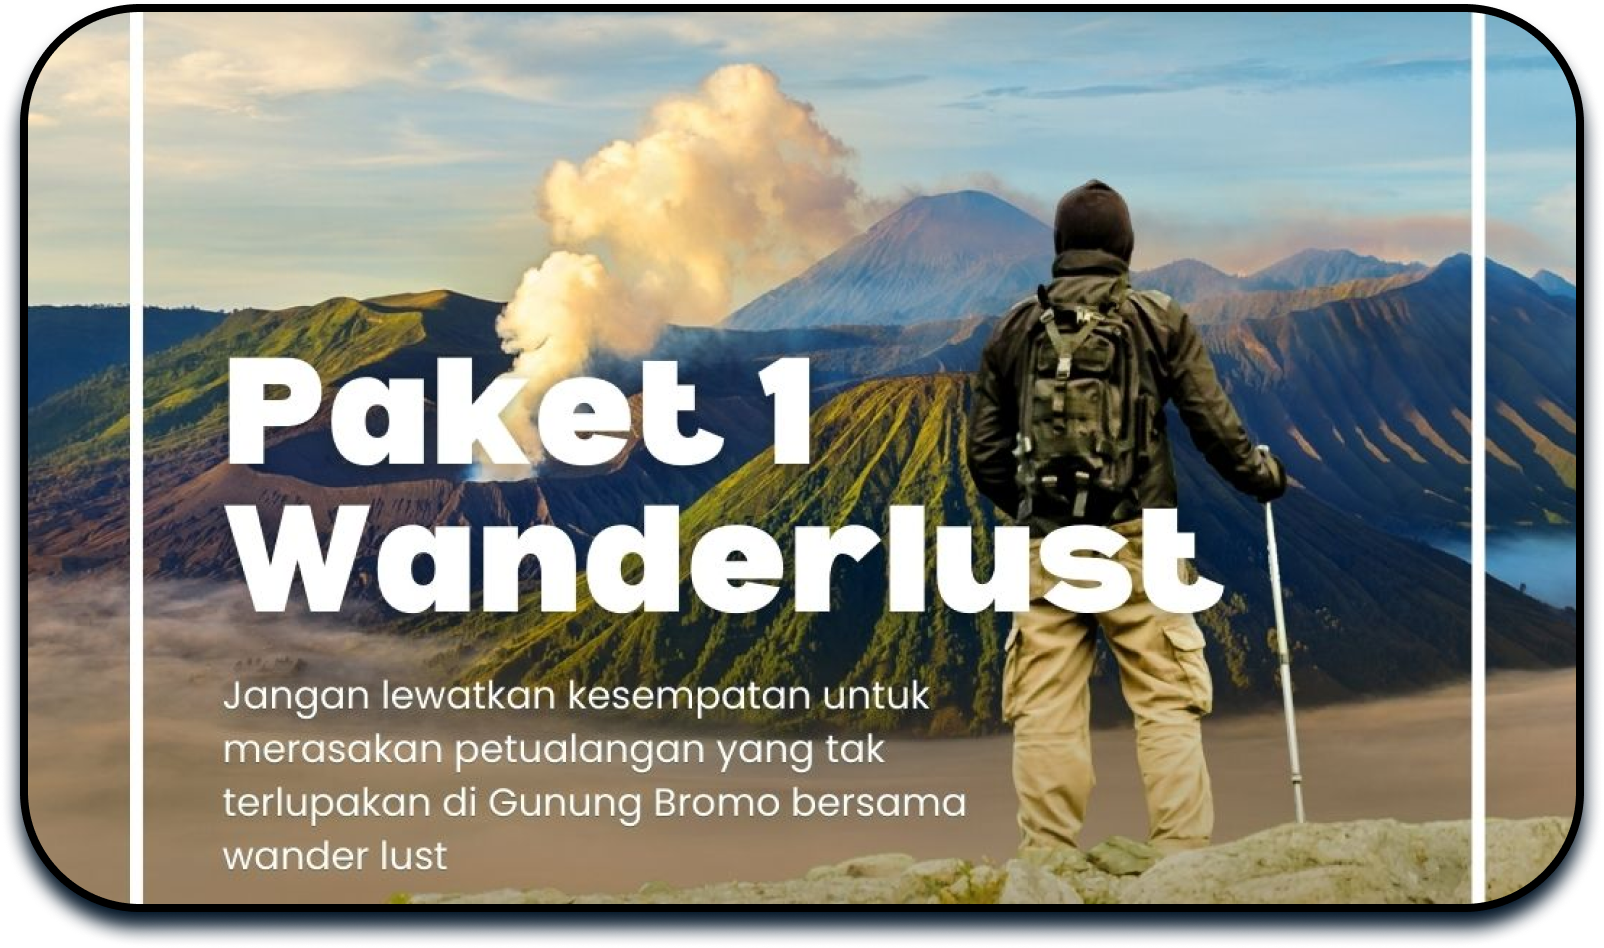 Paket 1
Wanderlust
Jangan lewatkan kesempatan untuk
merasakan petualangan yang tak
terlupakan di Gunung Bromo bersama
wander lust